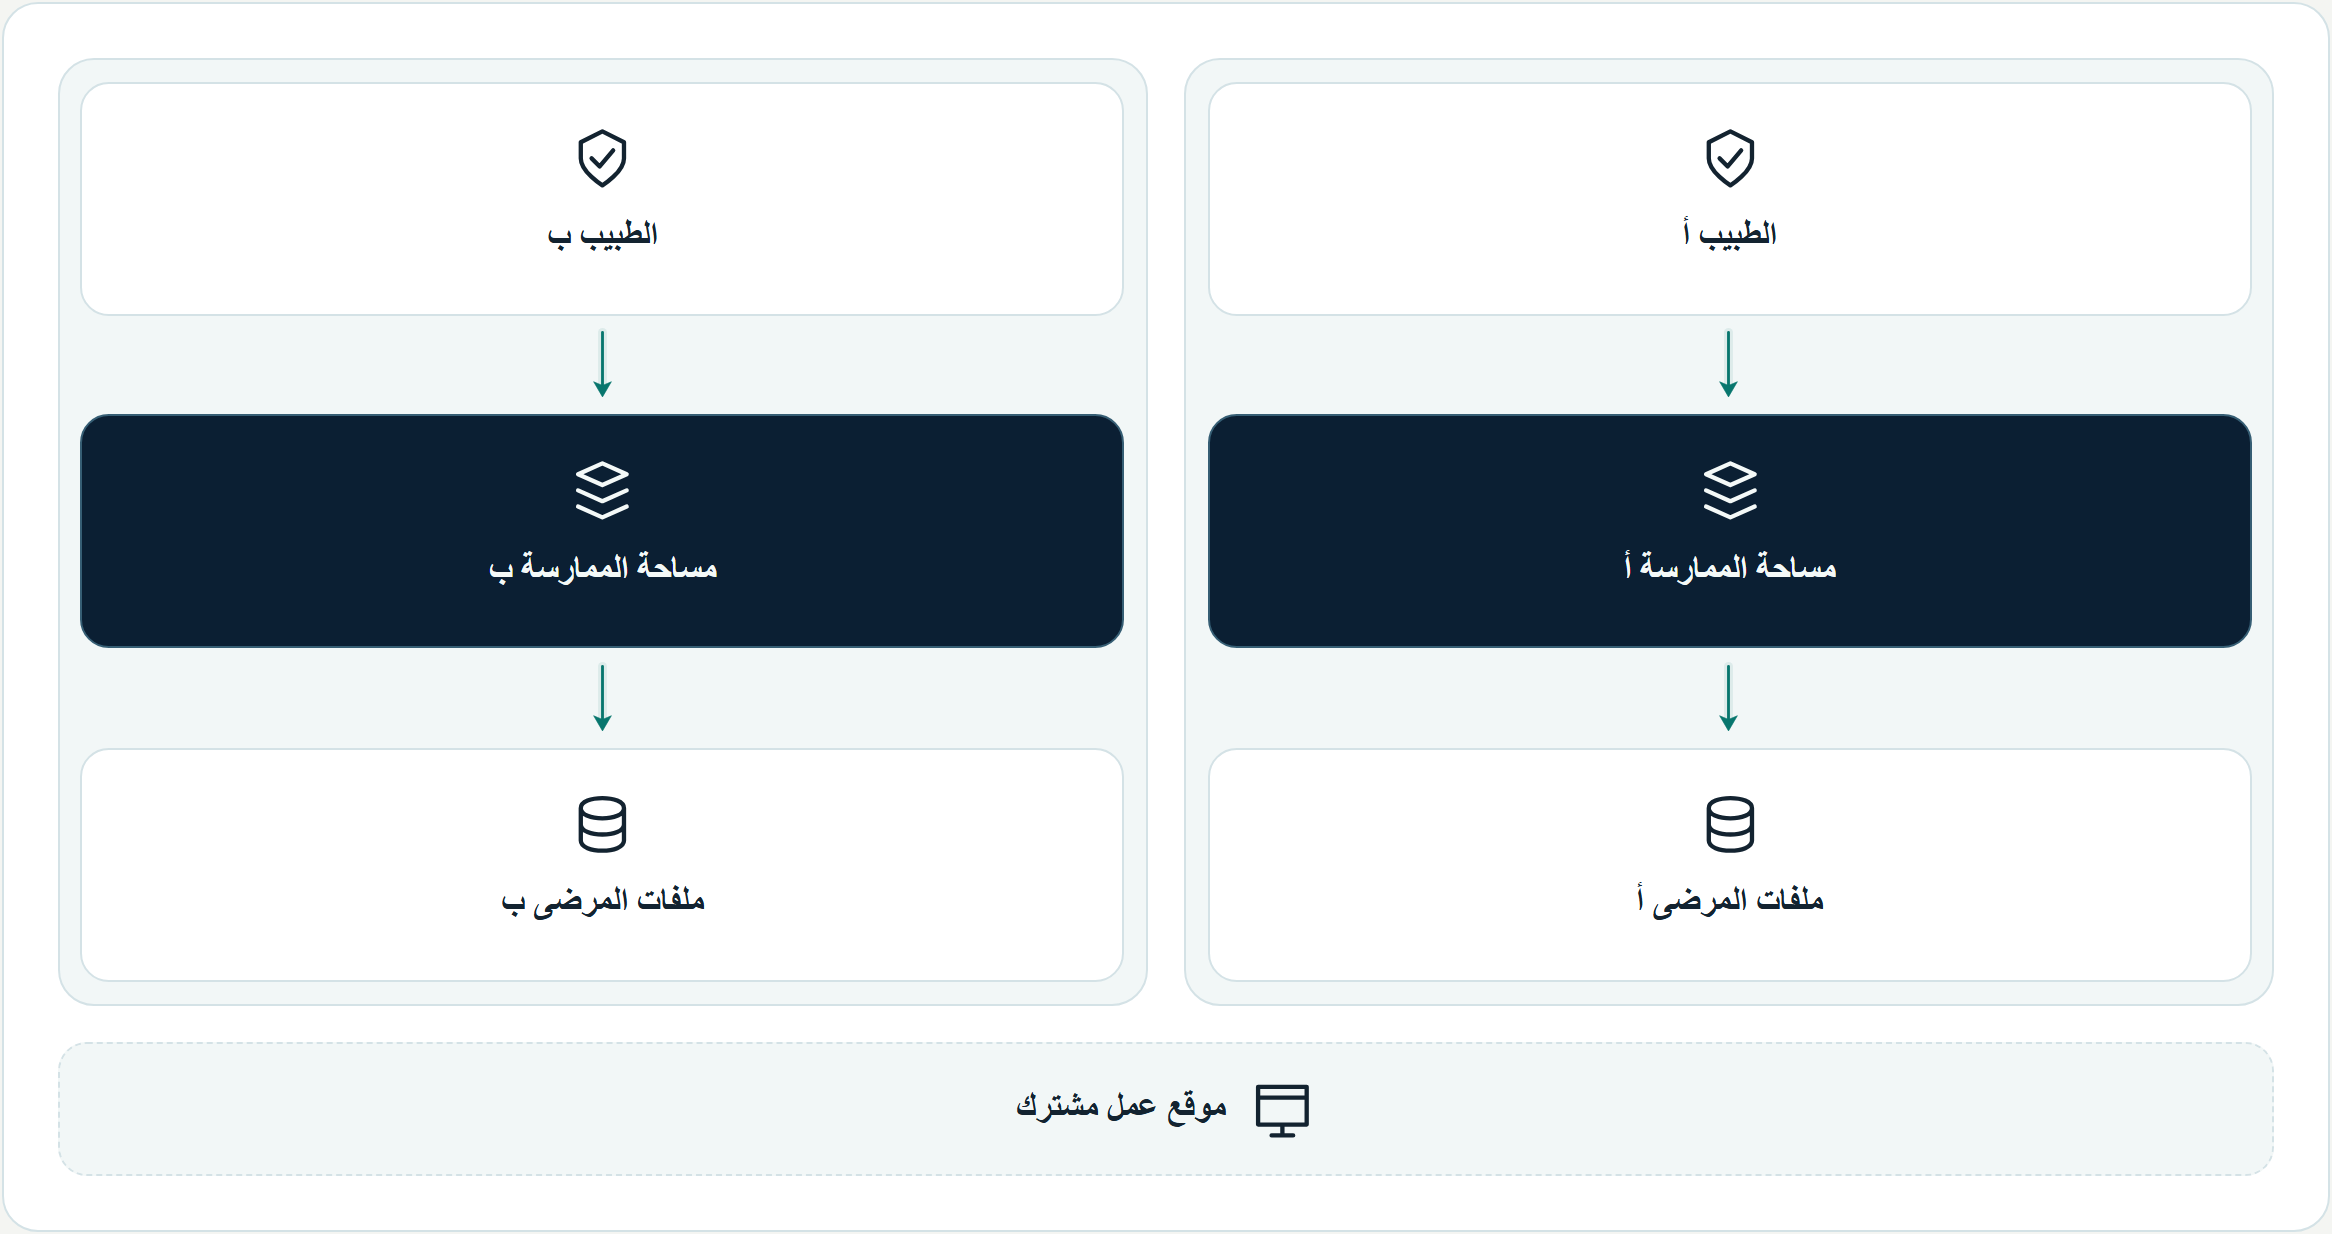 الطبيب أ
مساحة الممارسة أ
ملفات المرضى أ
الطبيب ب
مساحة الممارسة ب
ملفات المرضى ب
موقع عمل مشترك